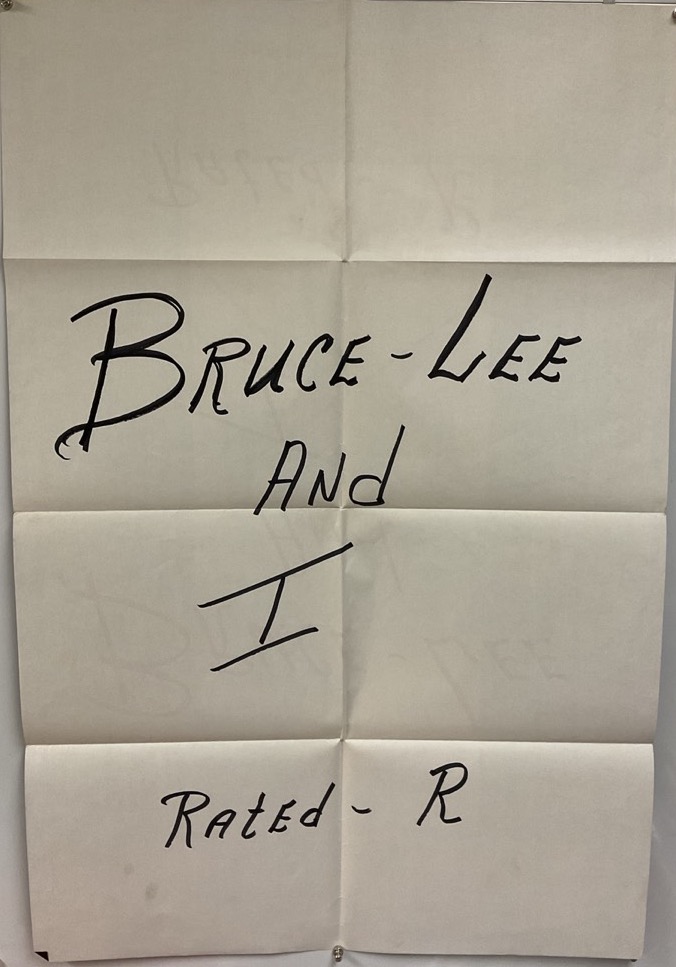 BRUCE-LEE
AND
I
RATEd - R